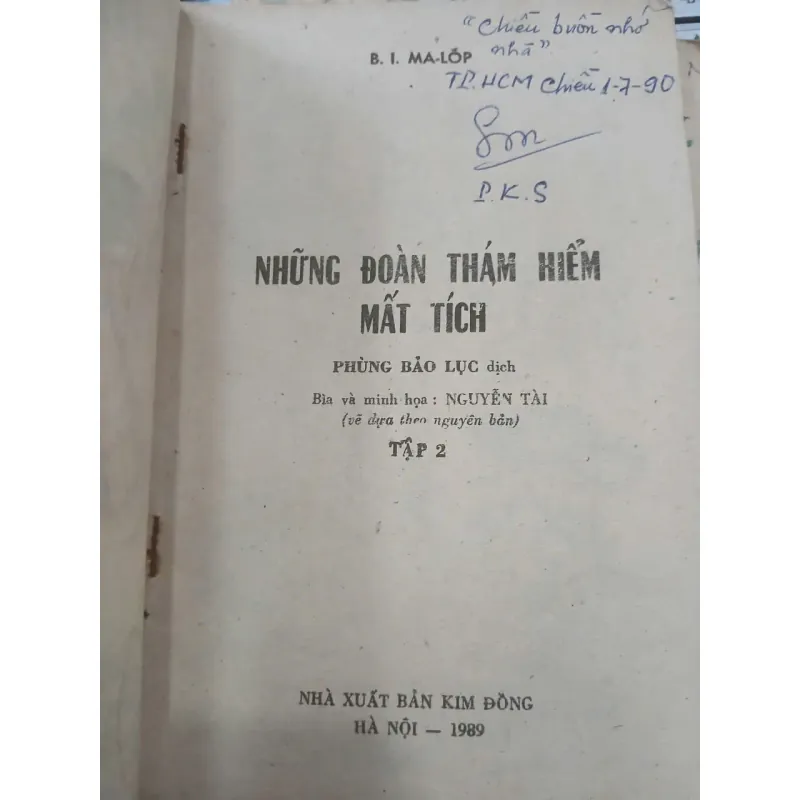 "Chiều buồn nhớ
nhà"
B. I. MA-LỐP
TP.HCM Chiều 1-7-90
P.K.S
NHỮNG ĐOÀN THÁM HIỂM
MẤT TÍCH
PHÙNG BẢO LỤC dịch
Bìa và minh họa : NGUYỄN TÀI
(vẽ dựa theo nguyên bản)
TẬP 2
NHÀ XUẤT BẢN KIM ĐỒNG
HÀ NỘI — 1989